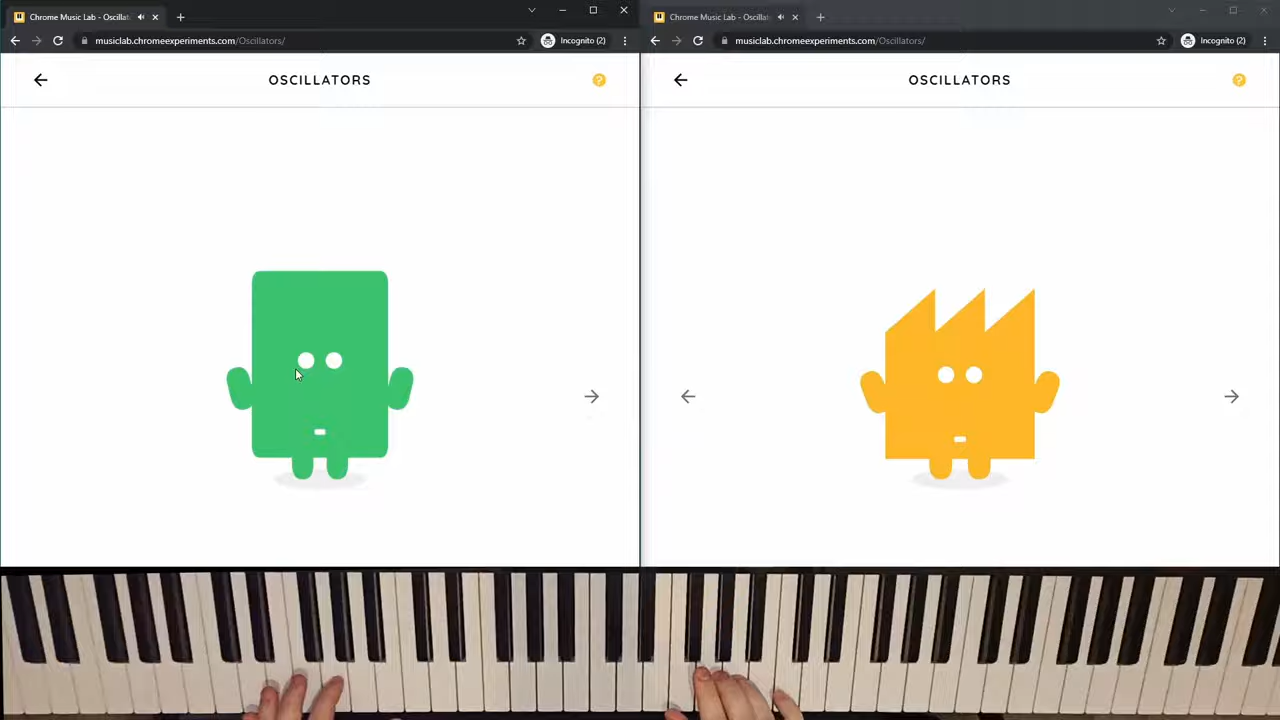 Chrome Music Lab - Oscillat
musiclab.chromeexperiments.com/Oscillators/
Incognito (2)
OSCILLATORS
?
Chrome Music Lab - Oscillat
musiclab.chromeexperiments.com/Oscillators/
Incognito (2)
OSCILLATORS
?